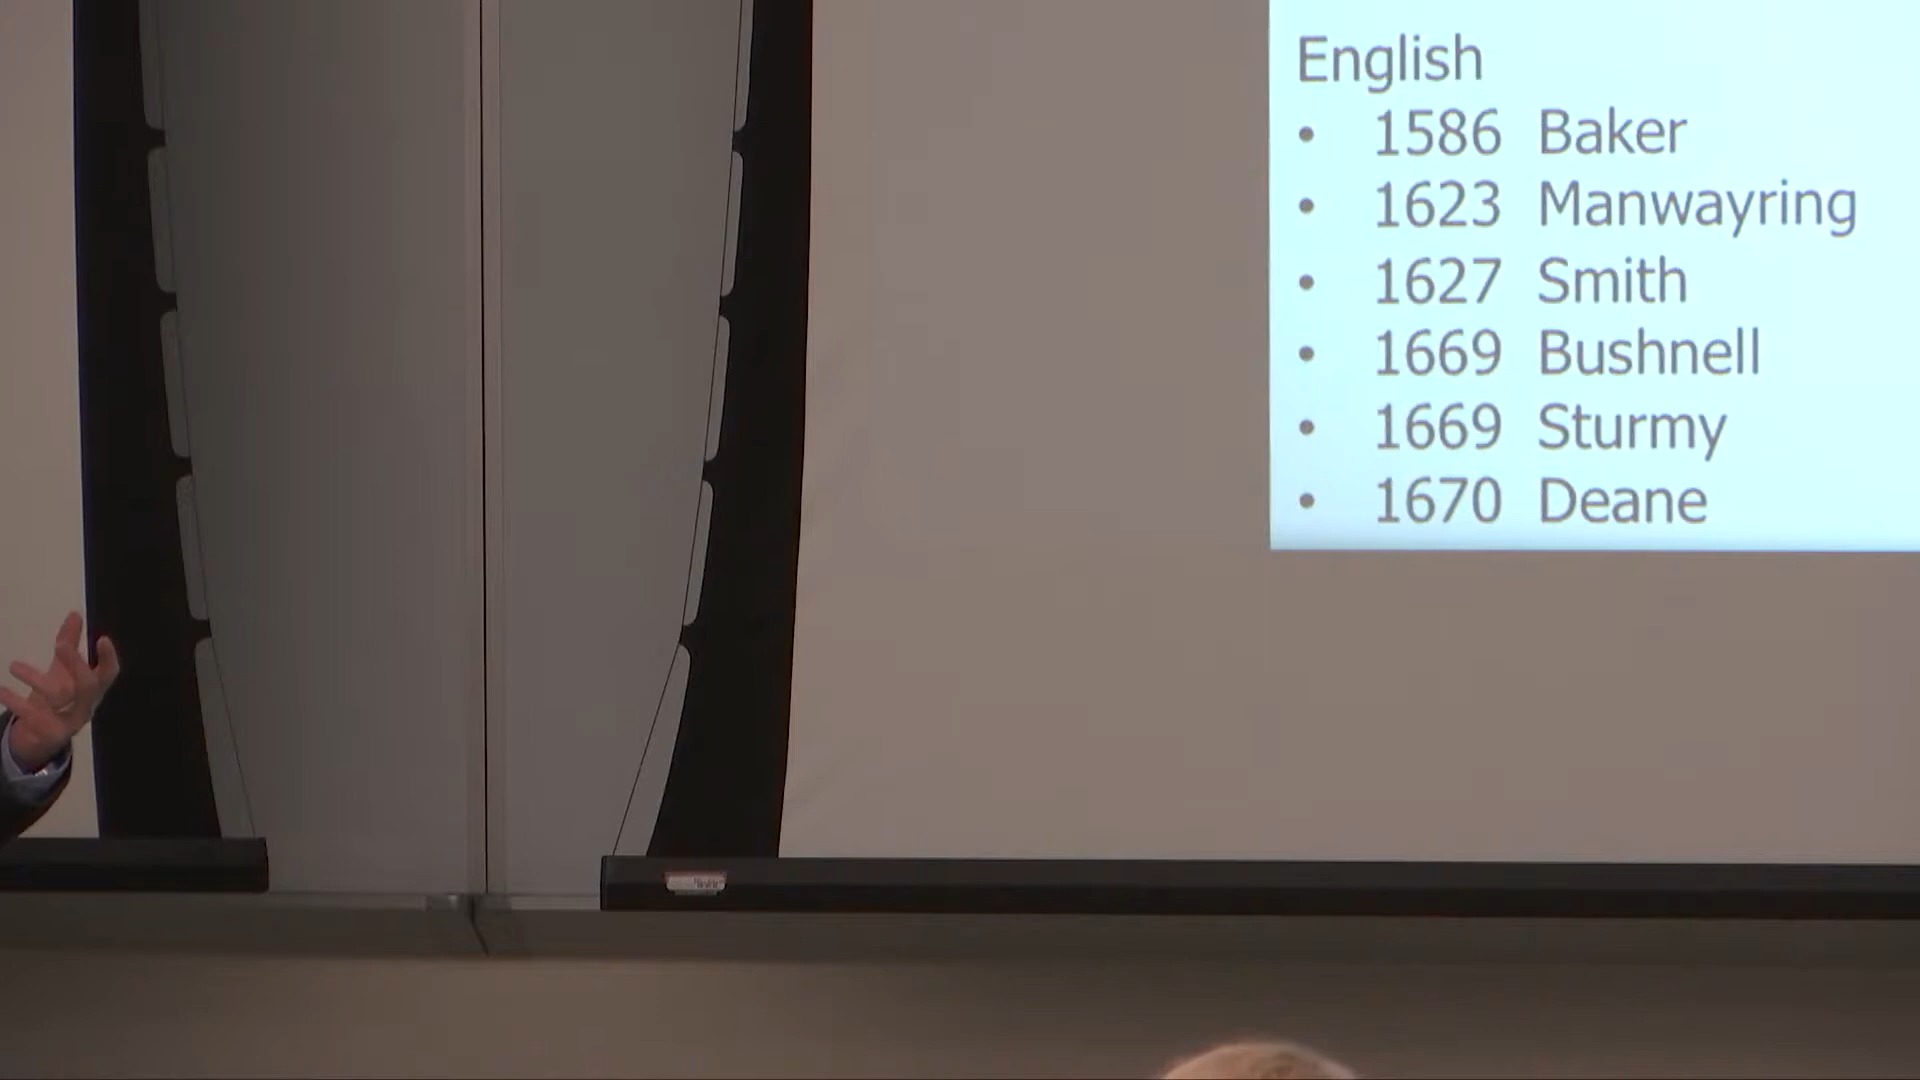 English
• 1586 Baker
• 1623 Manwayring
• 1627 Smith
• 1669 Bushnell
• 1669 Sturmy
• 1670 Deane